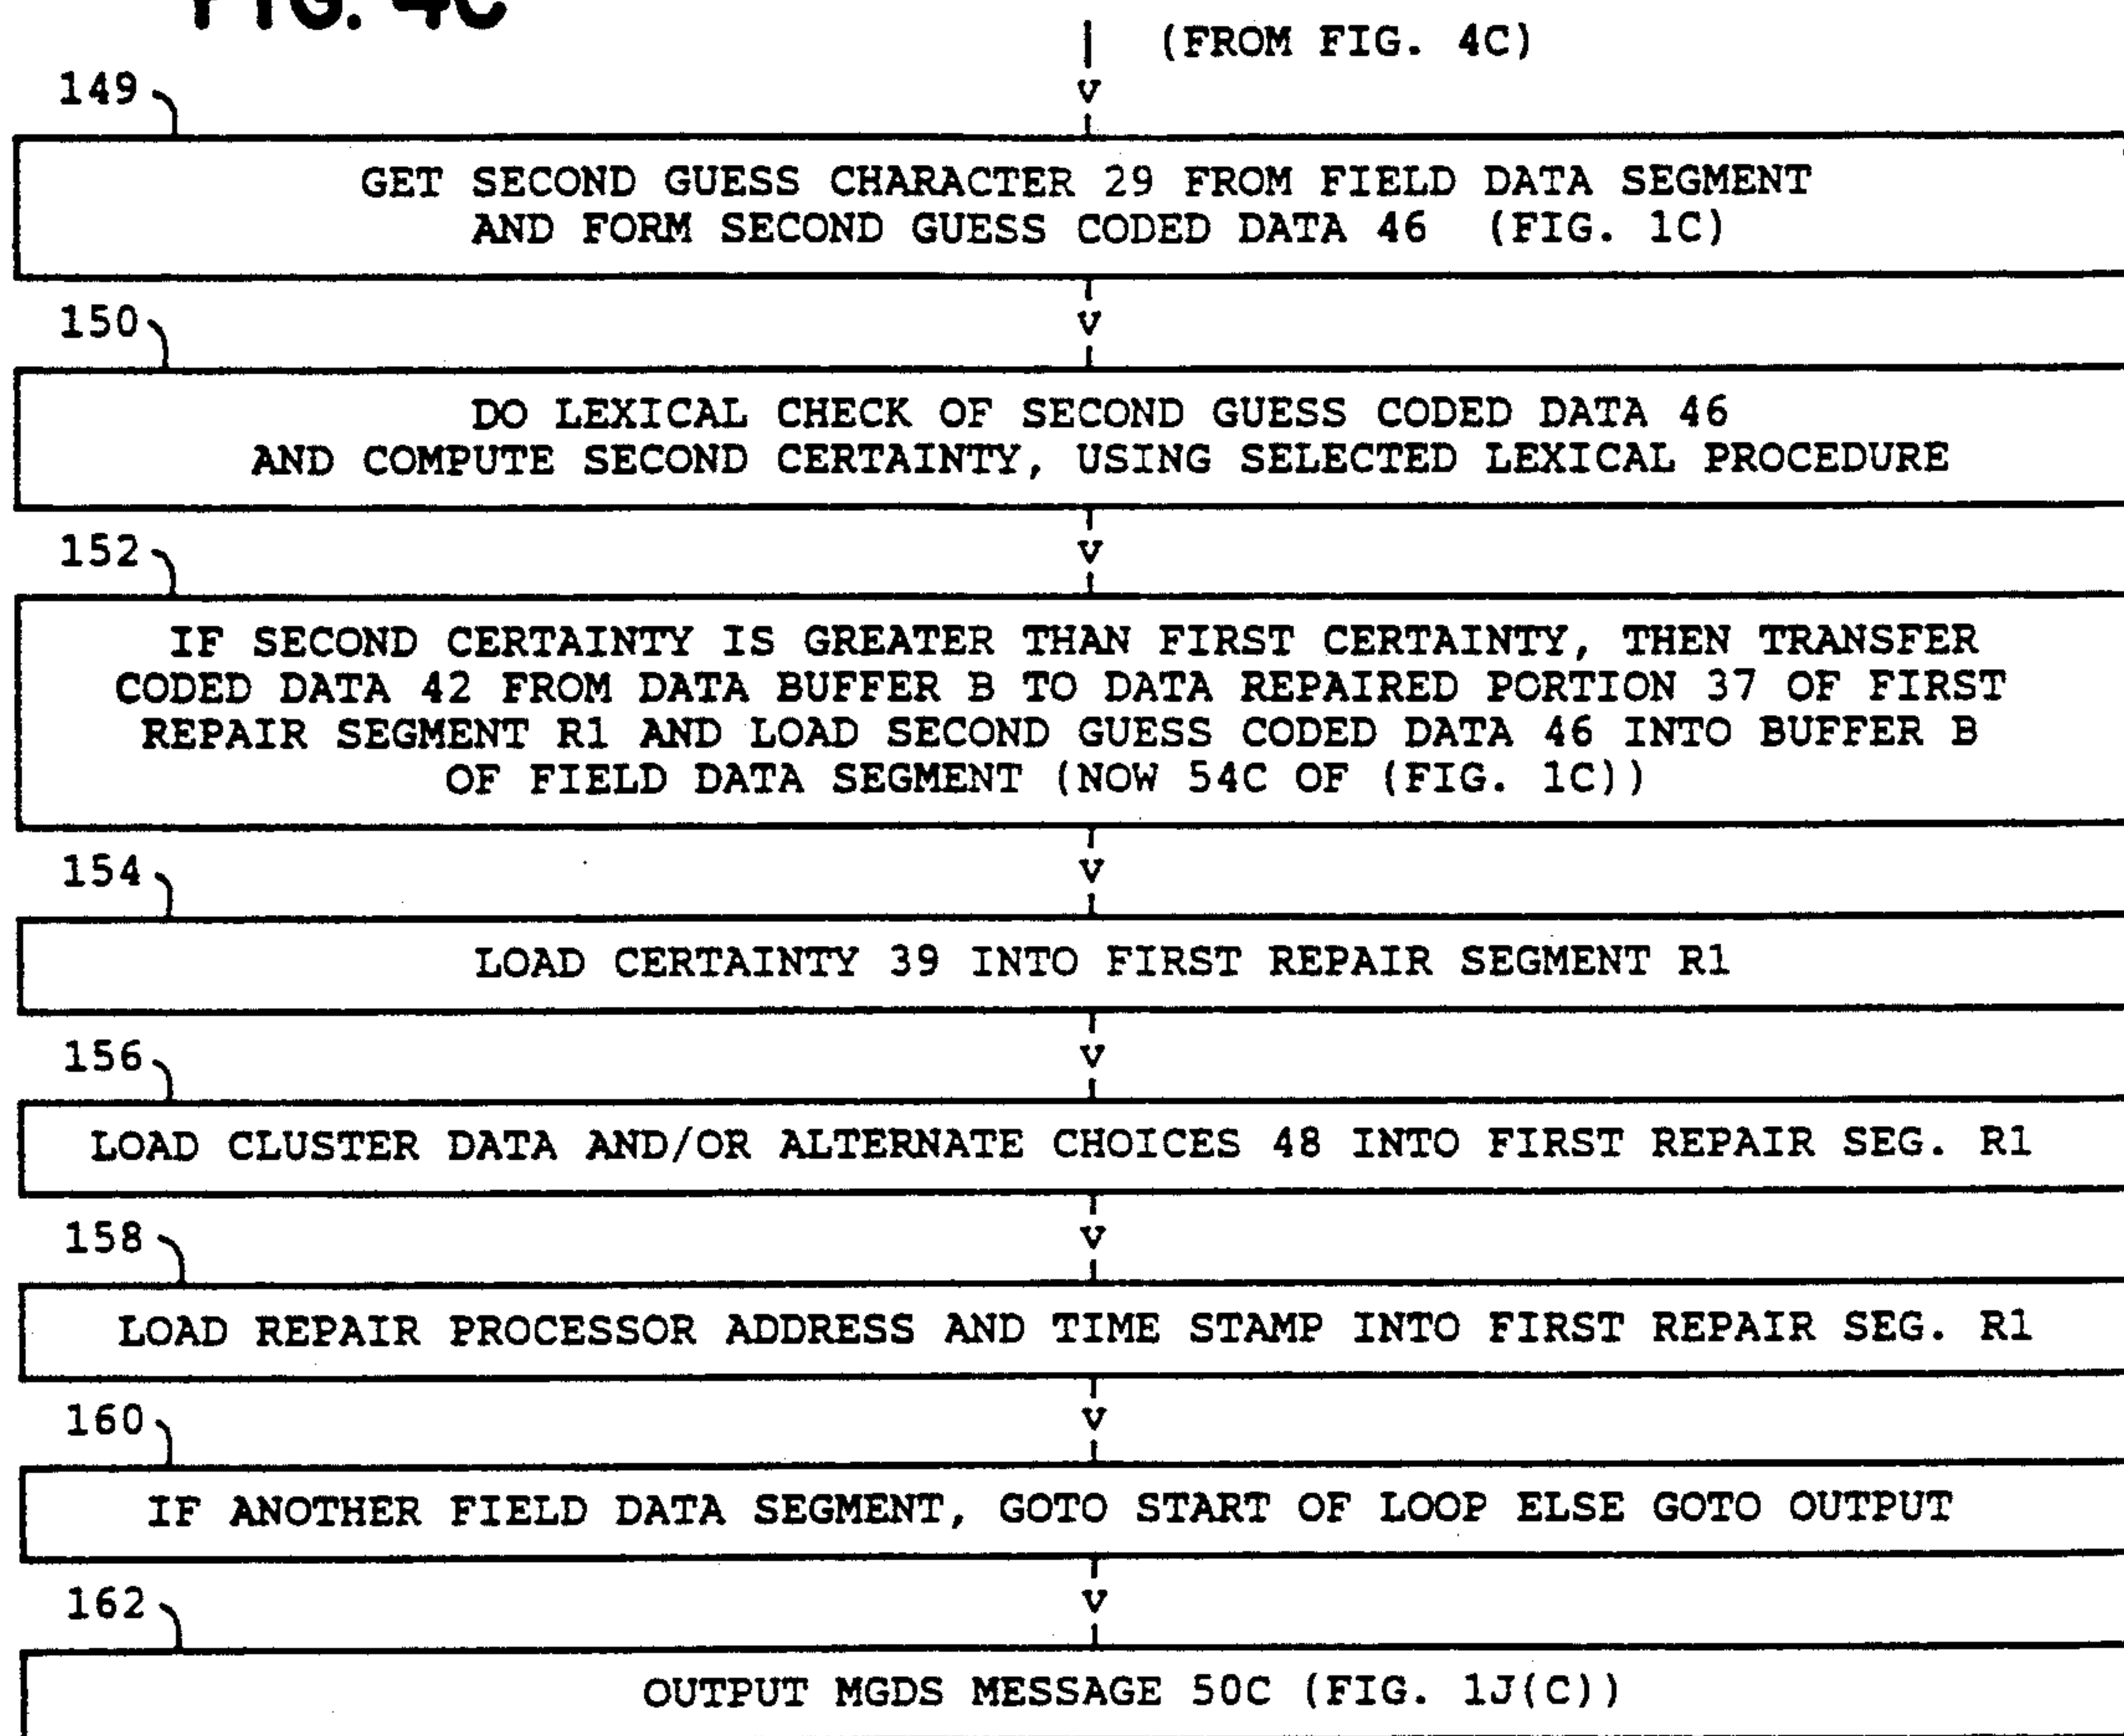 FIG. 4C
(FROM FIG. 4C)
149
GET SECOND GUESS CHARACTER 29 FROM FIELD DATA SEGMENT
AND FORM SECOND GUESS CODED DATA 46 (FIG. 1C)
150
DO LEXICAL CHECK OF SECOND GUESS CODED DATA 46
AND COMPUTE SECOND CERTAINTY, USING SELECTED LEXICAL PROCEDURE
152
IF SECOND CERTAINTY IS GREATER THAN FIRST CERTAINTY, THEN TRANSFER
CODED DATA 42 FROM DATA BUFFER B TO DATA REPAIRED PORTION 37 OF FIRST
REPAIR SEGMENT R1 AND LOAD SECOND GUESS CODED DATA 46 INTO BUFFER B
OF FIELD DATA SEGMENT (NOW 54C OF (FIG. 1C))
154
LOAD CERTAINTY 39 INTO FIRST REPAIR SEGMENT R1
156
LOAD CLUSTER DATA AND/OR ALTERNATE CHOICES 48 INTO FIRST REPAIR SEG. R1
158
LOAD REPAIR PROCESSOR ADDRESS AND TIME STAMP INTO FIRST REPAIR SEG. R1
160
IF ANOTHER FIELD DATA SEGMENT, GOTO START OF LOOP ELSE GOTO OUTPUT
162
OUTPUT MGDS MESSAGE 50C (FIG. 1J(C))